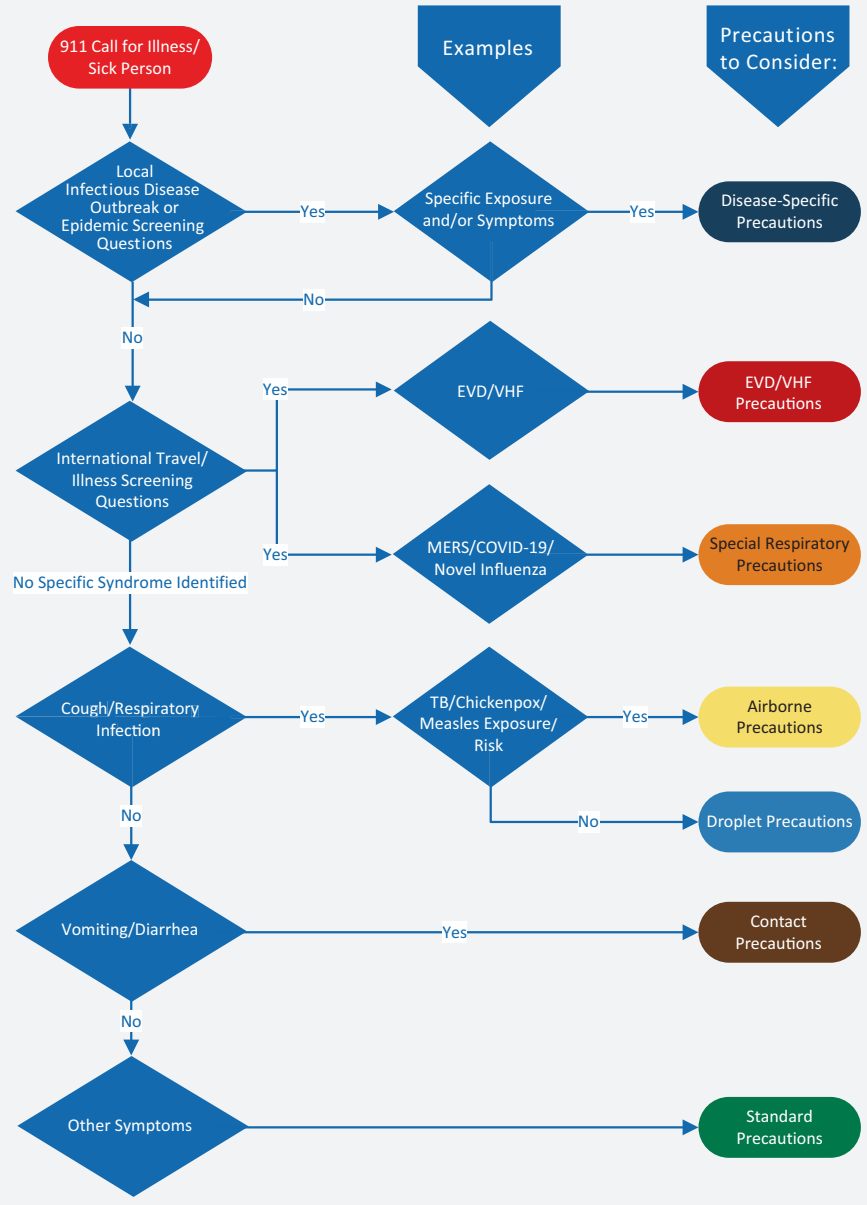 911 Call for Illness/
Sick Person
Examples
Precautions
to Consider:
Local
Infectious Disease
Outbreak or
Epidemic Screening
Questions
Yes
Specific Exposure
and/or Symptoms
Yes
Disease-Specific
Precautions
No
No
International Travel/
Illness Screening
Questions
Yes
EVD/VHF
EVD/VHF
Precautions
Yes
MERS/COVID-19/
Novel Influenza
Special Respiratory
Precautions
No Specific Syndrome Identified
Cough/Respiratory
Infection
Yes
TB/Chickenpox/
Measles Exposure/
Risk
Yes
Airborne
Precautions
No
Droplet Precautions
No
Vomiting/Diarrhea
Yes
Contact
Precautions
No
Other Symptoms
Standard
Precautions